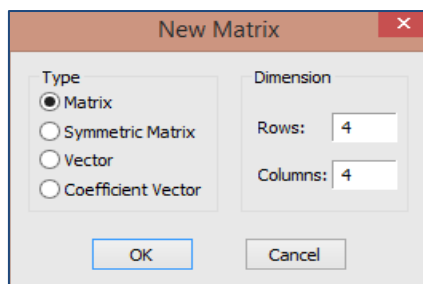 New Matrix
Type
Matrix
Symmetric Matrix
Vector
Coefficient Vector
Dimension
Rows: 4
Columns: 4
OK
Cancel